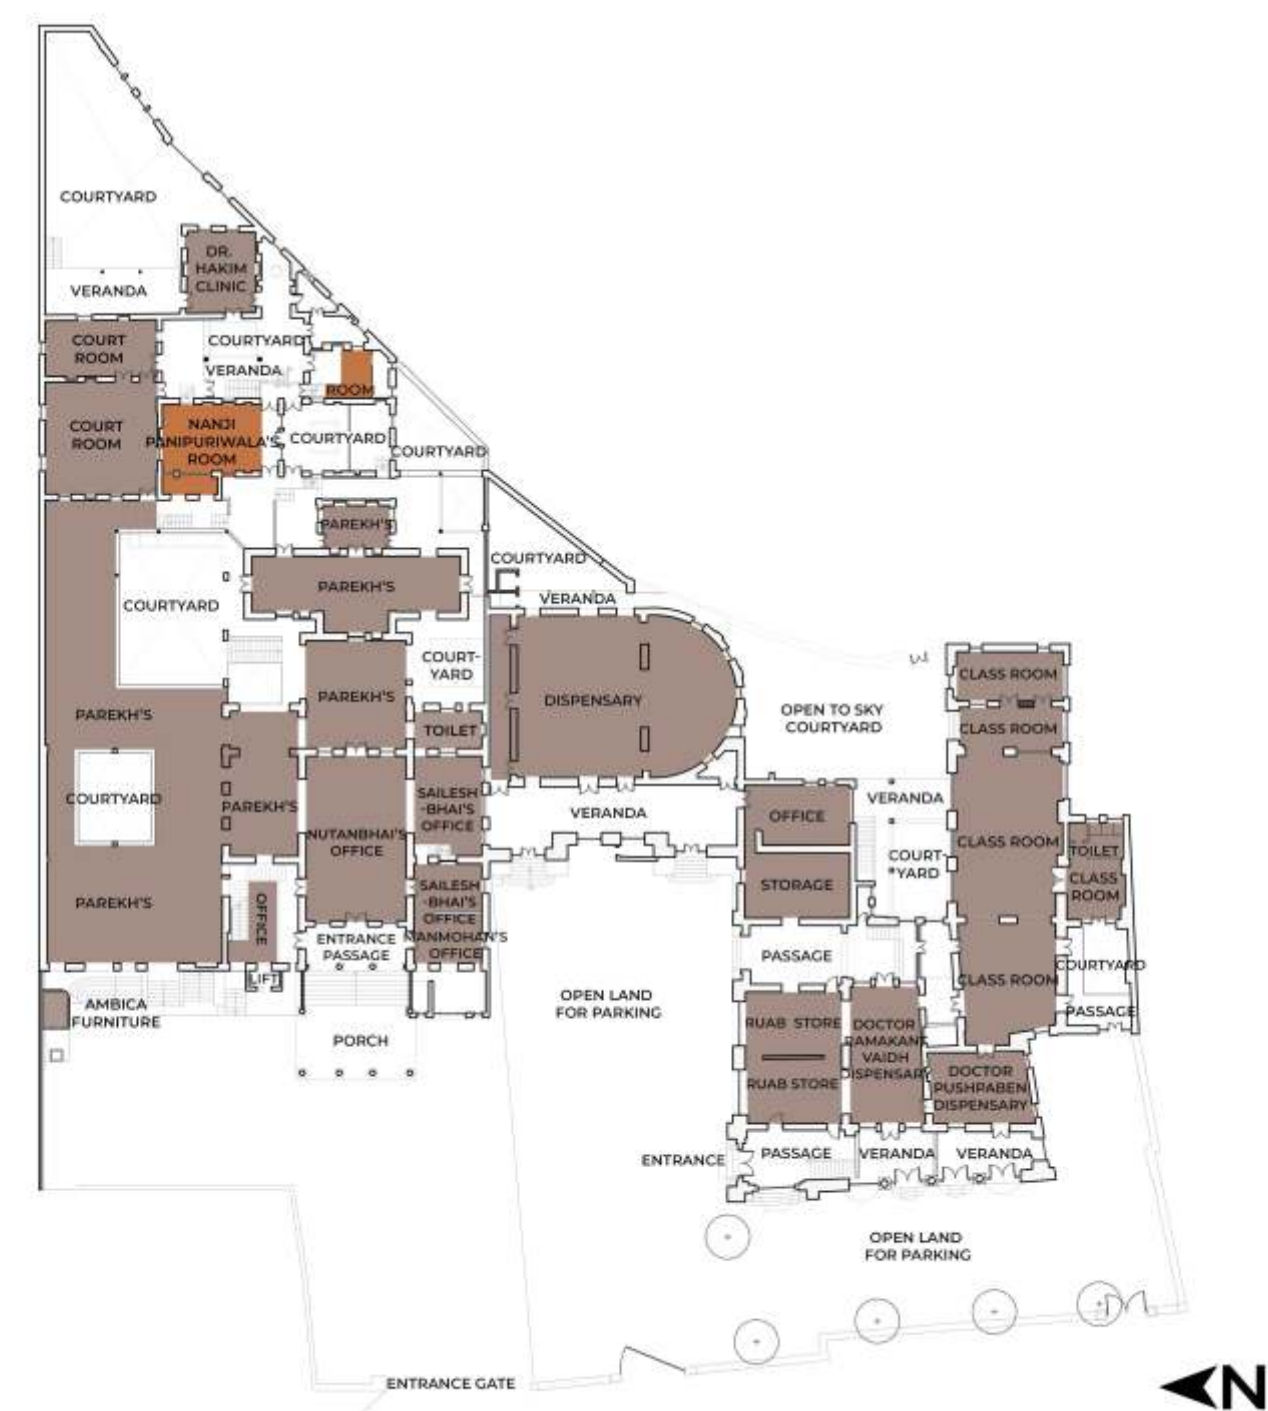 COURTYARD
DR.
HAKIM
CLINIC
VERANDA
COURT
ROOM
COURTYARD
VERANDA
ROOM
COURT
ROOM
NANJI
PANIPURIWALA'S
ROOM
COURTYARD
COURTYARD
PAREKH'S
PAREKH'S
COURTYARD
COURTYARD
VERANDA
COURT-
YARD
PAREKH'S
DISPENSARY
PAREKH'S
TOILET
OPEN TO SKY
COURTYARD
CLASS ROOM
CLASS ROOM
COURTYARD
PAREKH'S
SAILESH
-BHAI'S
OFFICE
NUTANBHAI'S
OFFICE
VERANDA
OFFICE
VERANDA
CLASS ROOM
TOILET
COURT-
YARD
CLASS
ROOM
STORAGE
PAREKH'S
OFFICE
SAILESH
-BHAI'S
OFFICE
MANMOHAN'S
OFFICE
ENTRANCE
PASSAGE
PASSAGE
LIFT
CLASS ROOM
COURTYARD
PASSAGE
AMBICA
FURNITURE
OPEN LAND
FOR PARKING
PORCH
RUAB STORE
DOCTOR
RAMAKANT
VAIDH
DISPENSARY
RUAB STORE
DOCTOR
PUSHPABEN
DISPENSARY
ENTRANCE
PASSAGE
VERANDA
VERANDA
OPEN LAND
FOR PARKING
ENTRANCE GATE
N